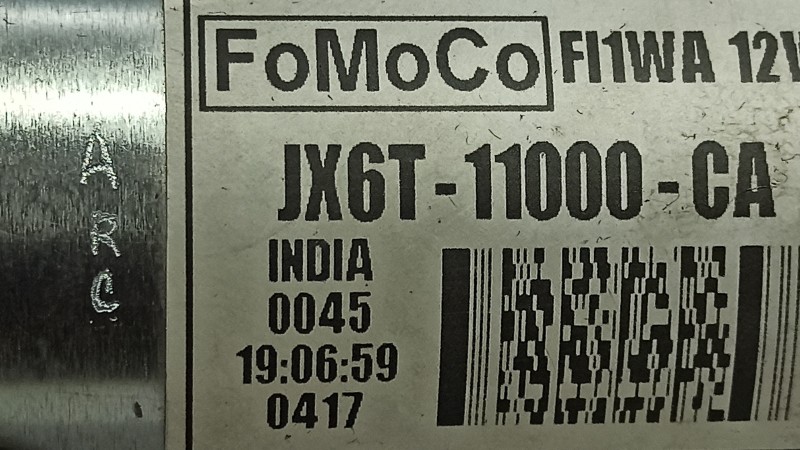 FoMoCo FI1WA 12V
JX6T-11000-CA
INDIA
0045
19:06:59
0417
A
R
C